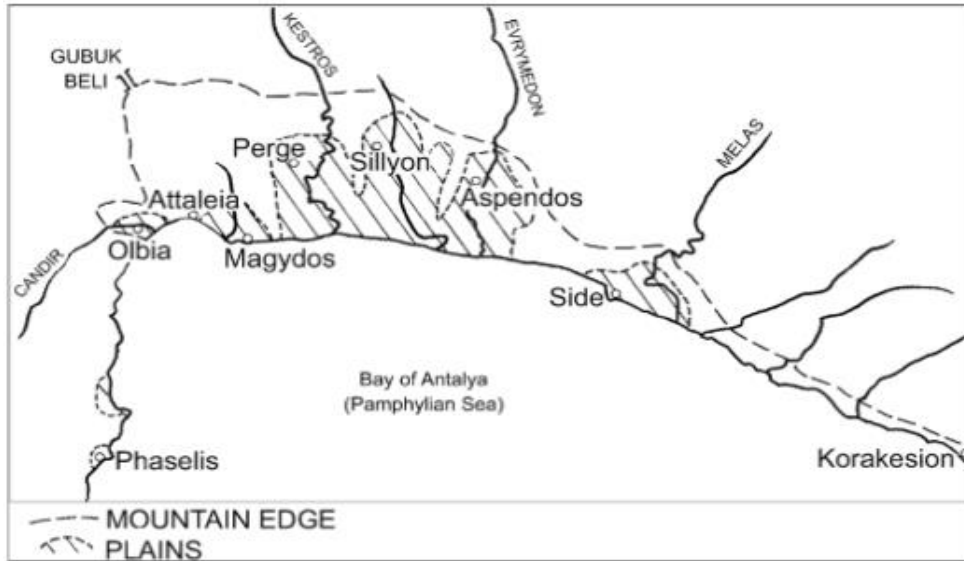 GUBUK
BELI
KESTROS
EVRYMEDON
MELAS
Perge
Sillyon
Aspendos
Attaleia
Olbia
Magydos
CANDIR
Side
Bay of Antalya
(Pamphylian Sea)
Phaselis
Korakesion
MOUNTAIN EDGE
PLAINS